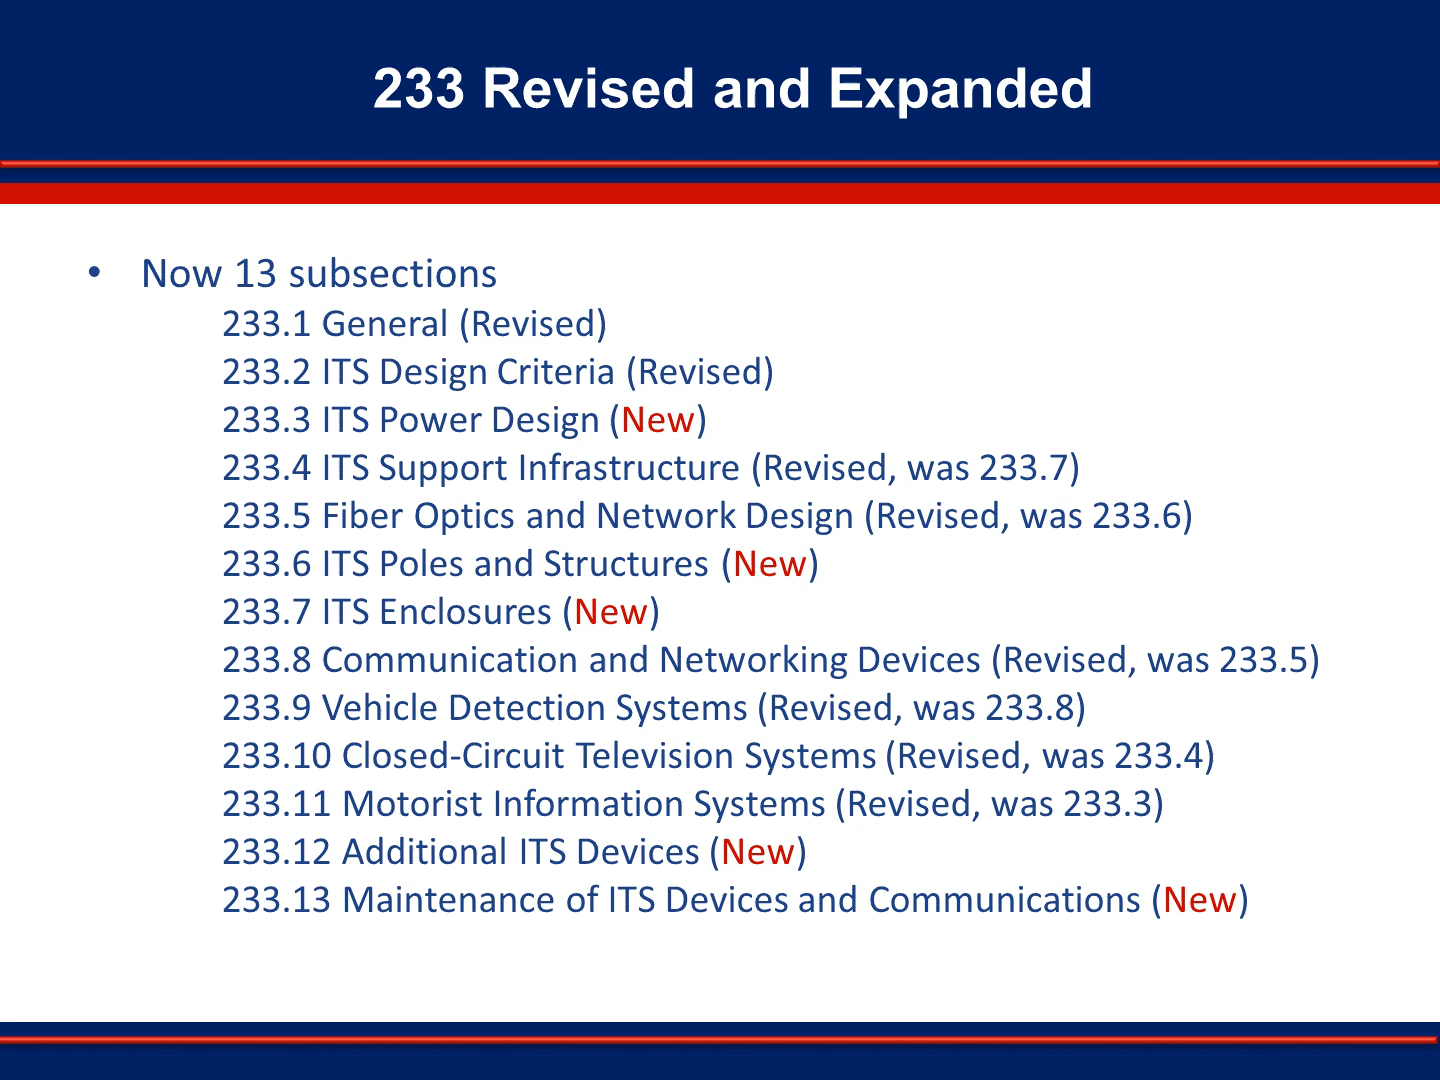 233 Revised and Expanded
• Now 13 subsections
233.1 General (Revised)
233.2 ITS Design Criteria (Revised)
233.3 ITS Power Design (New)
233.4 ITS Support Infrastructure (Revised, was 233.7)
233.5 Fiber Optics and Network Design (Revised, was 233.6)
233.6 ITS Poles and Structures (New)
233.7 ITS Enclosures (New)
233.8 Communication and Networking Devices (Revised, was 233.5)
233.9 Vehicle Detection Systems (Revised, was 233.8)
233.10 Closed-Circuit Television Systems (Revised, was 233.4)
233.11 Motorist Information Systems (Revised, was 233.3)
233.12 Additional ITS Devices (New)
233.13 Maintenance of ITS Devices and Communications (New)